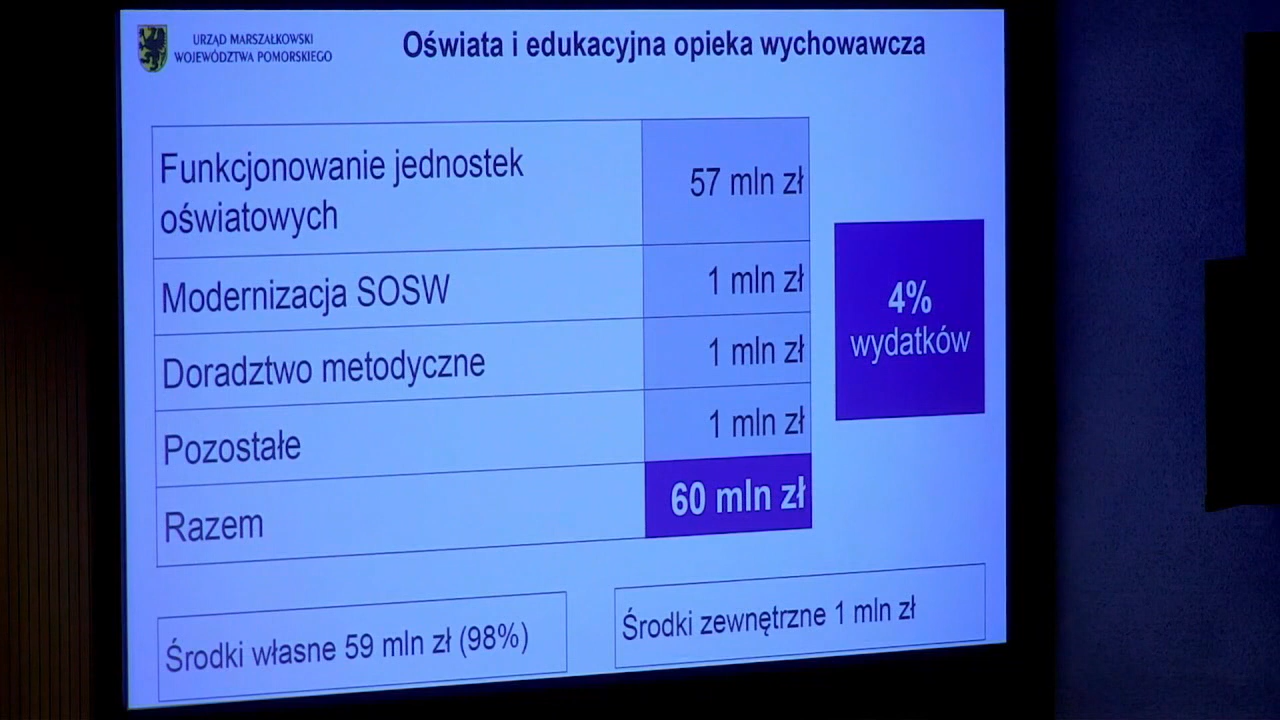 URZĄD MARSZAŁKOWSKI
WOJEWÓDZTWA POMORSKIEGO
Oświata i edukacyjna opieka wychowawcza
Funkcjonowanie jednostek
oświatowych
57 mln zł
Modernizacja SOSW
1 mln zł
Doradztwo metodyczne
1 mln zł
Pozostałe
1 mln zł
Razem
60 mln zł
4%
wydatków
Środki własne 59 mln zł (98%)
Środki zewnętrzne 1 mln zł